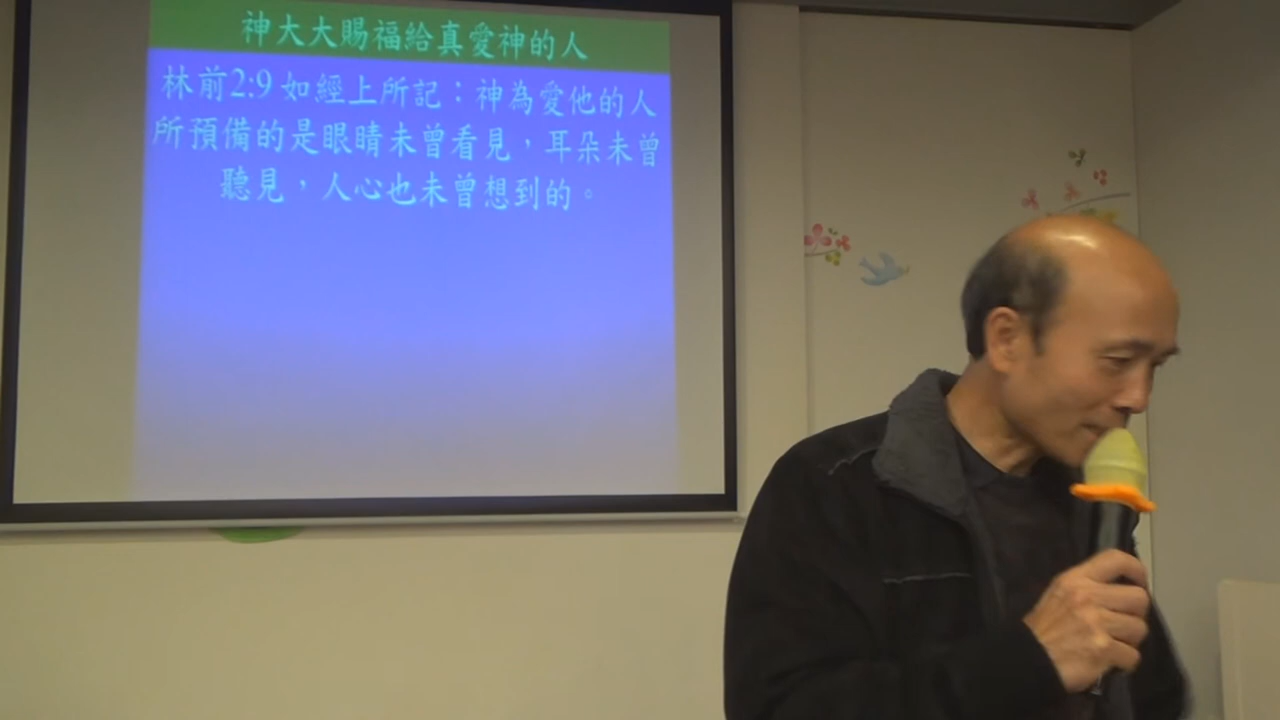 神大大賜福給真愛神的人
林前2:9 如經上所記：神為愛他的人
所預備的是眼睛未曾看見，耳朵未曾
聽見，人心也未曾想到的。